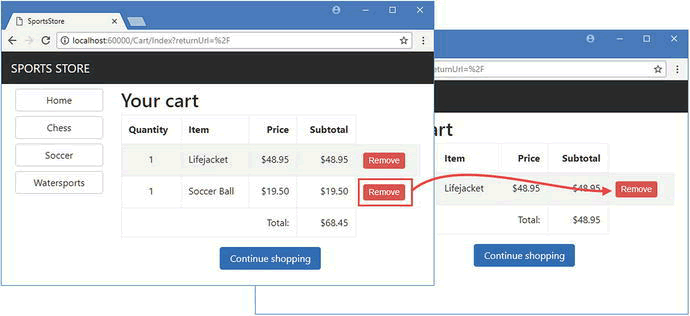 SportsStore
localhost:60000/Cart/Index?returnUrl=%2F
SPORTS STORE
Home
Chess
Soccer
Watersports
Your cart
Quantity Item Price Subtotal
1 Lifejacket $48.95 $48.95 Remove
1 Soccer Ball $19.50 $19.50 Remove
Total: $68.45
Continue shopping
returnUrl=%2F
art
Item Price Subtotal
Lifejacket $48.95 $48.95 Remove
Total: $48.95
Continue shopping